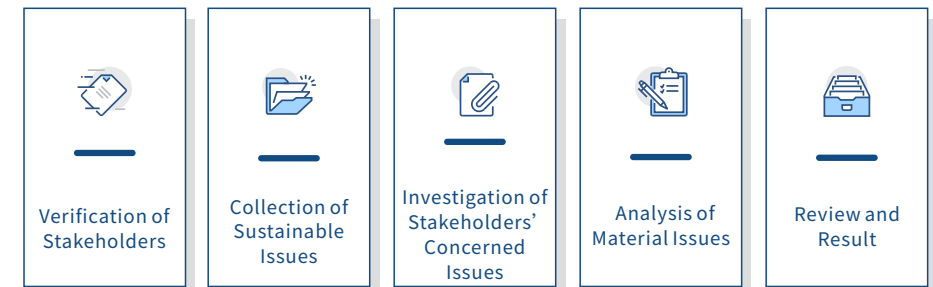 Verification of
Stakeholders
Collection of
Sustainable
Issues
Investigation of
Stakeholders’
Concerned
Issues
Analysis of
Material Issues
Review and
Result